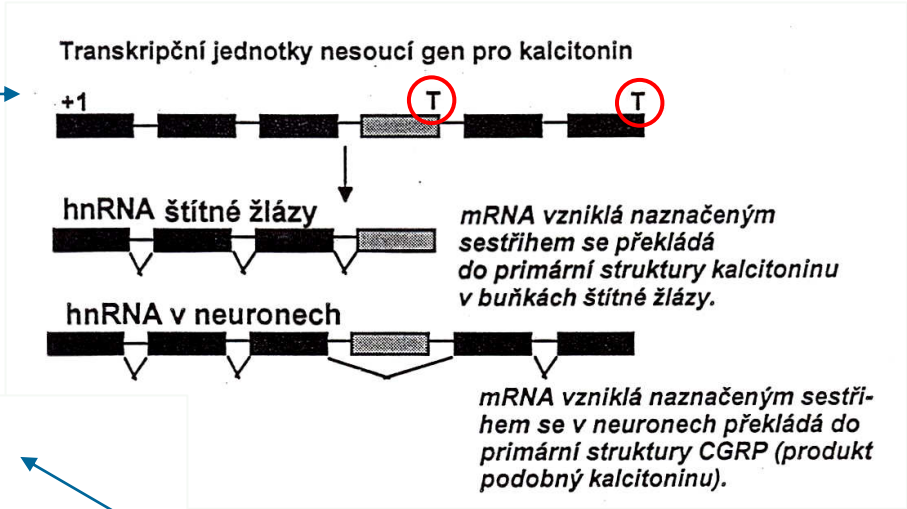 Transkripční jednotky nesoucí gen pro kalcitonin
+1 T T
hnRNA štítné žlázy
mRNA vzniklá naznačeným
sestřihem se překládá
do primární struktury kalcitoninu
v buňkách štítné žlázy.
hnRNA v neuronech
mRNA vzniklá naznačeným sestři-
hem se v neuronech překládá do
primární struktury CGRP (produkt
podobný kalcitoninu).